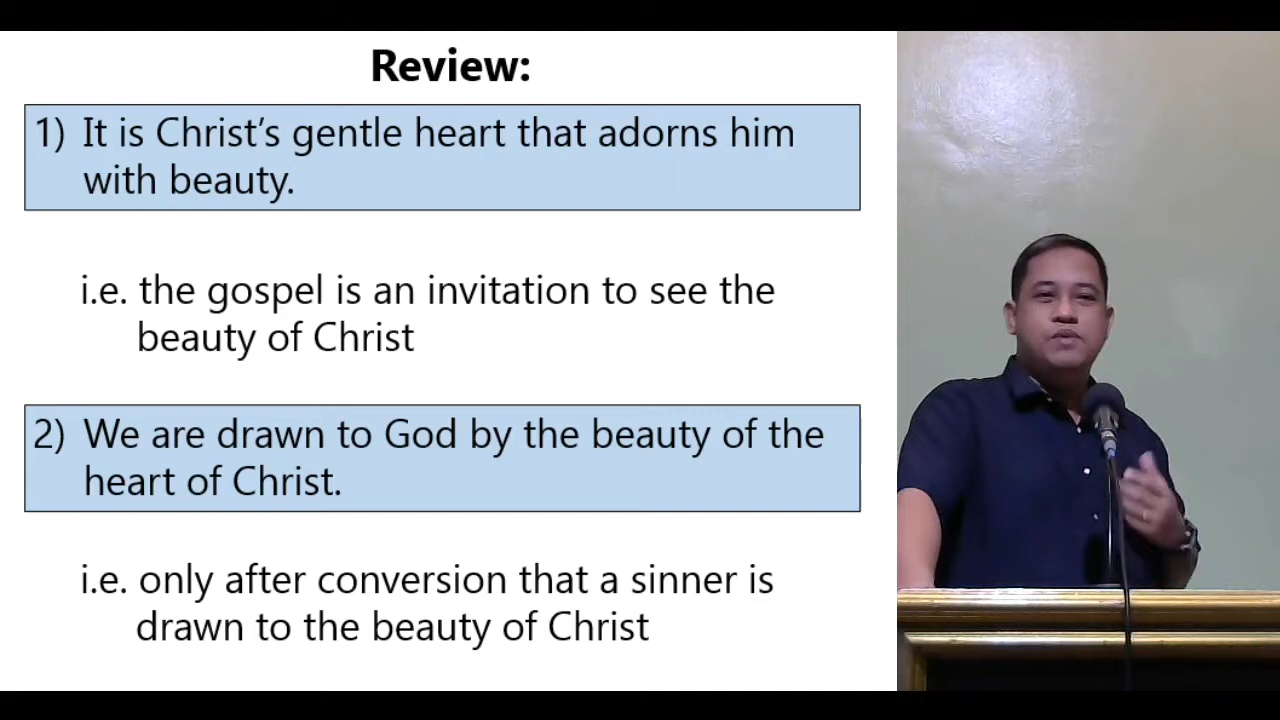 Review:
1) It is Christ's gentle heart that adorns him
with beauty.
i.e. the gospel is an invitation to see the
beauty of Christ
2) We are drawn to God by the beauty of the
heart of Christ.
i.e. only after conversion that a sinner is
drawn to the beauty of Christ